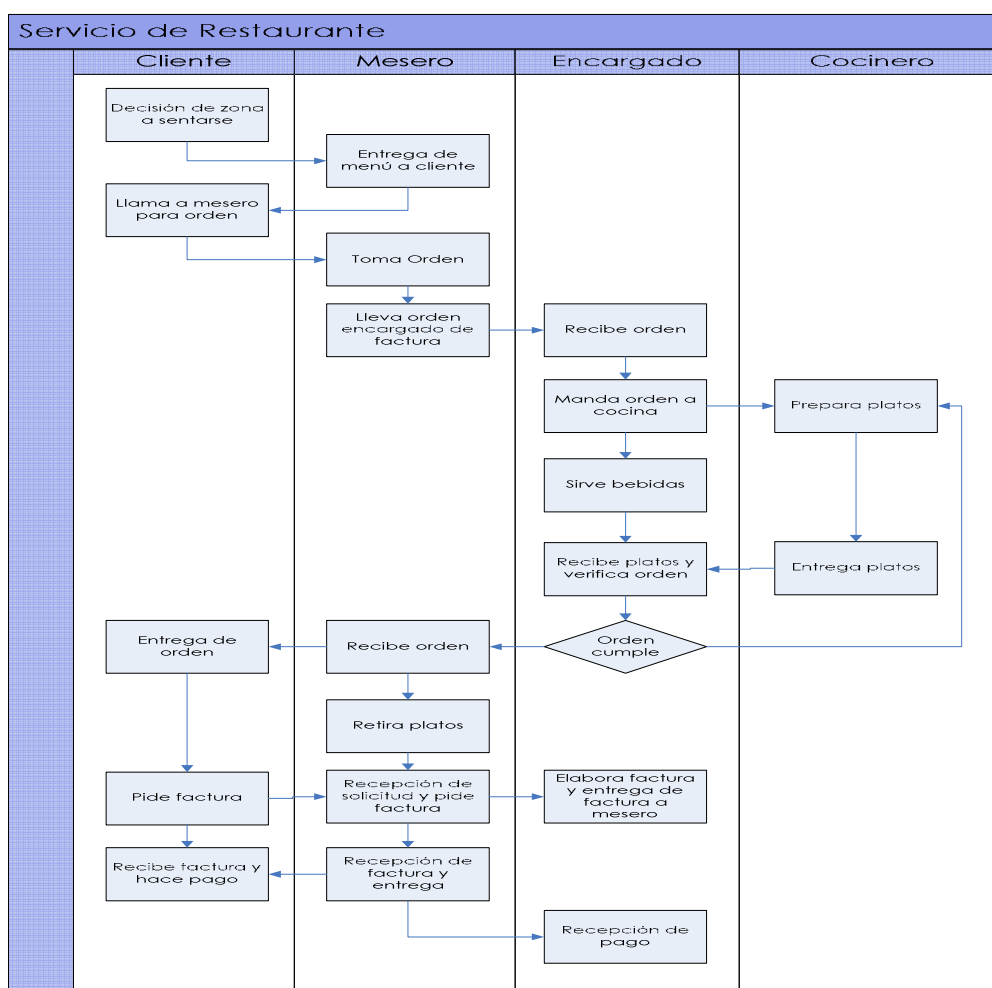 Servicio de Restaurante
Cliente
Mesero
Encargado
Cocinero
Decisión de zona
a sentarse
Entrega de
menú a cliente
Llama a mesero
para orden
Toma Orden
Lleva orden
encargado de
factura
Recibe orden
Manda orden a
cocina
Prepara platos
Sirve bebidas
Recibe platos y
verifica orden
Entrega platos
Entrega de
orden
Recibe orden
Orden
cumple
Retira platos
Pide factura
Recepción de
solicitud y pide
factura
Elabora factura
y entrega de
factura a
mesero
Recibe factura y
hace pago
Recepción de
factura y
entrega
Recepción de
pago